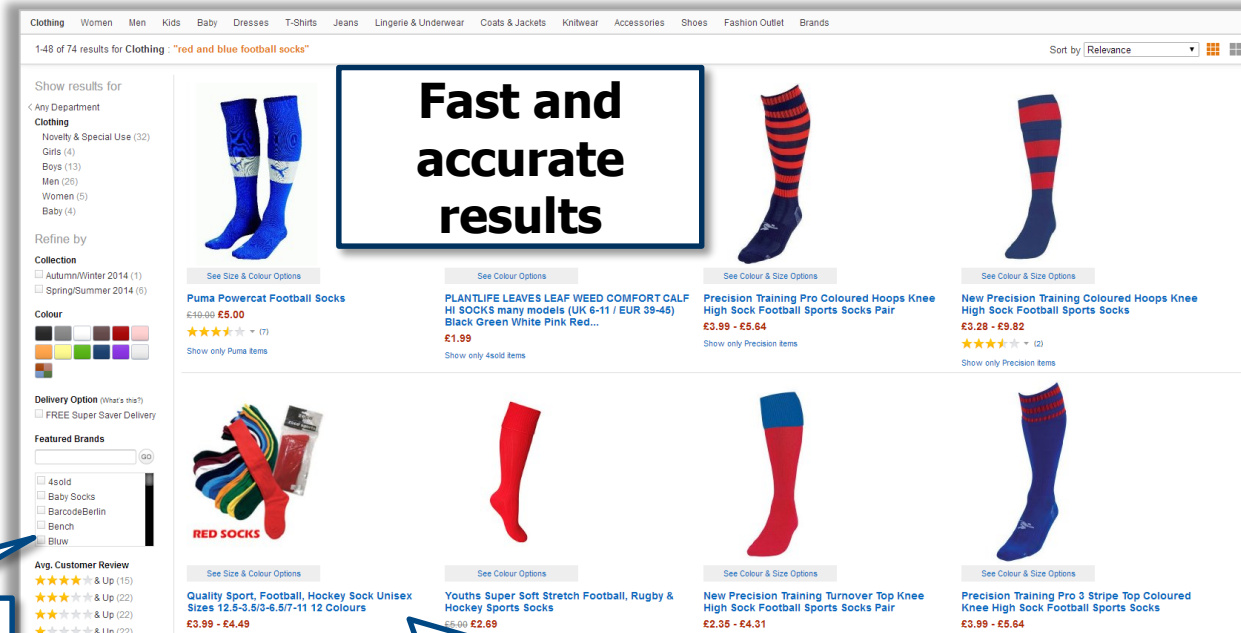 Clothing Women Men Kids Baby Dresses T-Shirts Jeans Lingerie & Underwear Coats & Jackets Knitwear Accessories Shoes Fashion Outlet Brands
1-48 of 74 results for Clothing : "red and blue football socks"
Sort by Relevance
Show results for
< Any Department
Clothing
Novelty & Special Use (32)
Girls (4)
Boys (13)
Men (26)
Women (5)
Baby (4)
Refine by
Collection
Autumn/Winter 2014 (1)
Spring/Summer 2014 (6)
Colour
Delivery Option (What's this?)
FREE Super Saver Delivery
Featured Brands
GO
4sold
Baby Socks
BarcodeBerlin
Bench
Bluw
Avg. Customer Review
& Up (15)
& Up (22)
& Up (22)
& Up (22)
Fast and
accurate
results
See Size & Colour Options
Puma Powercat Football Socks
£10.00 £5.00
(7)
Show only Puma items
See Colour Options
PLANTLIFE LEAVES LEAF WEED COMFORT CALF
HI SOCKS many models (UK 6-11 / EUR 39-45)
Black Green White Pink Red...
£1.99
Show only 4sold items
See Colour & Size Options
Precision Training Pro Coloured Hoops Knee
High Sock Football Sports Socks Pair
£3.99 - £5.64
Show only Precision items
See Colour & Size Options
New Precision Training Coloured Hoops Knee
High Sock Football Sports Socks
£3.28 - £9.82
(2)
Show only Precision items
RED SOCKS
See Size & Colour Options
Quality Sport, Football, Hockey Sock Unisex
Sizes 12.5-3.5/3-6.5/7-11 12 Colours
£3.99 - £4.49
See Colour Options
Youths Super Soft Stretch Football, Rugby &
Hockey Sports Socks
£5.00 £2.69
See Colour & Size Options
New Precision Training Turnover Top Knee
High Sock Football Sports Socks Pair
£2.35 - £4.31
See Colour & Size Options
Precision Training Pro 3 Stripe Top Coloured
Knee High Sock Football Sports Socks
£3.99 - £5.64